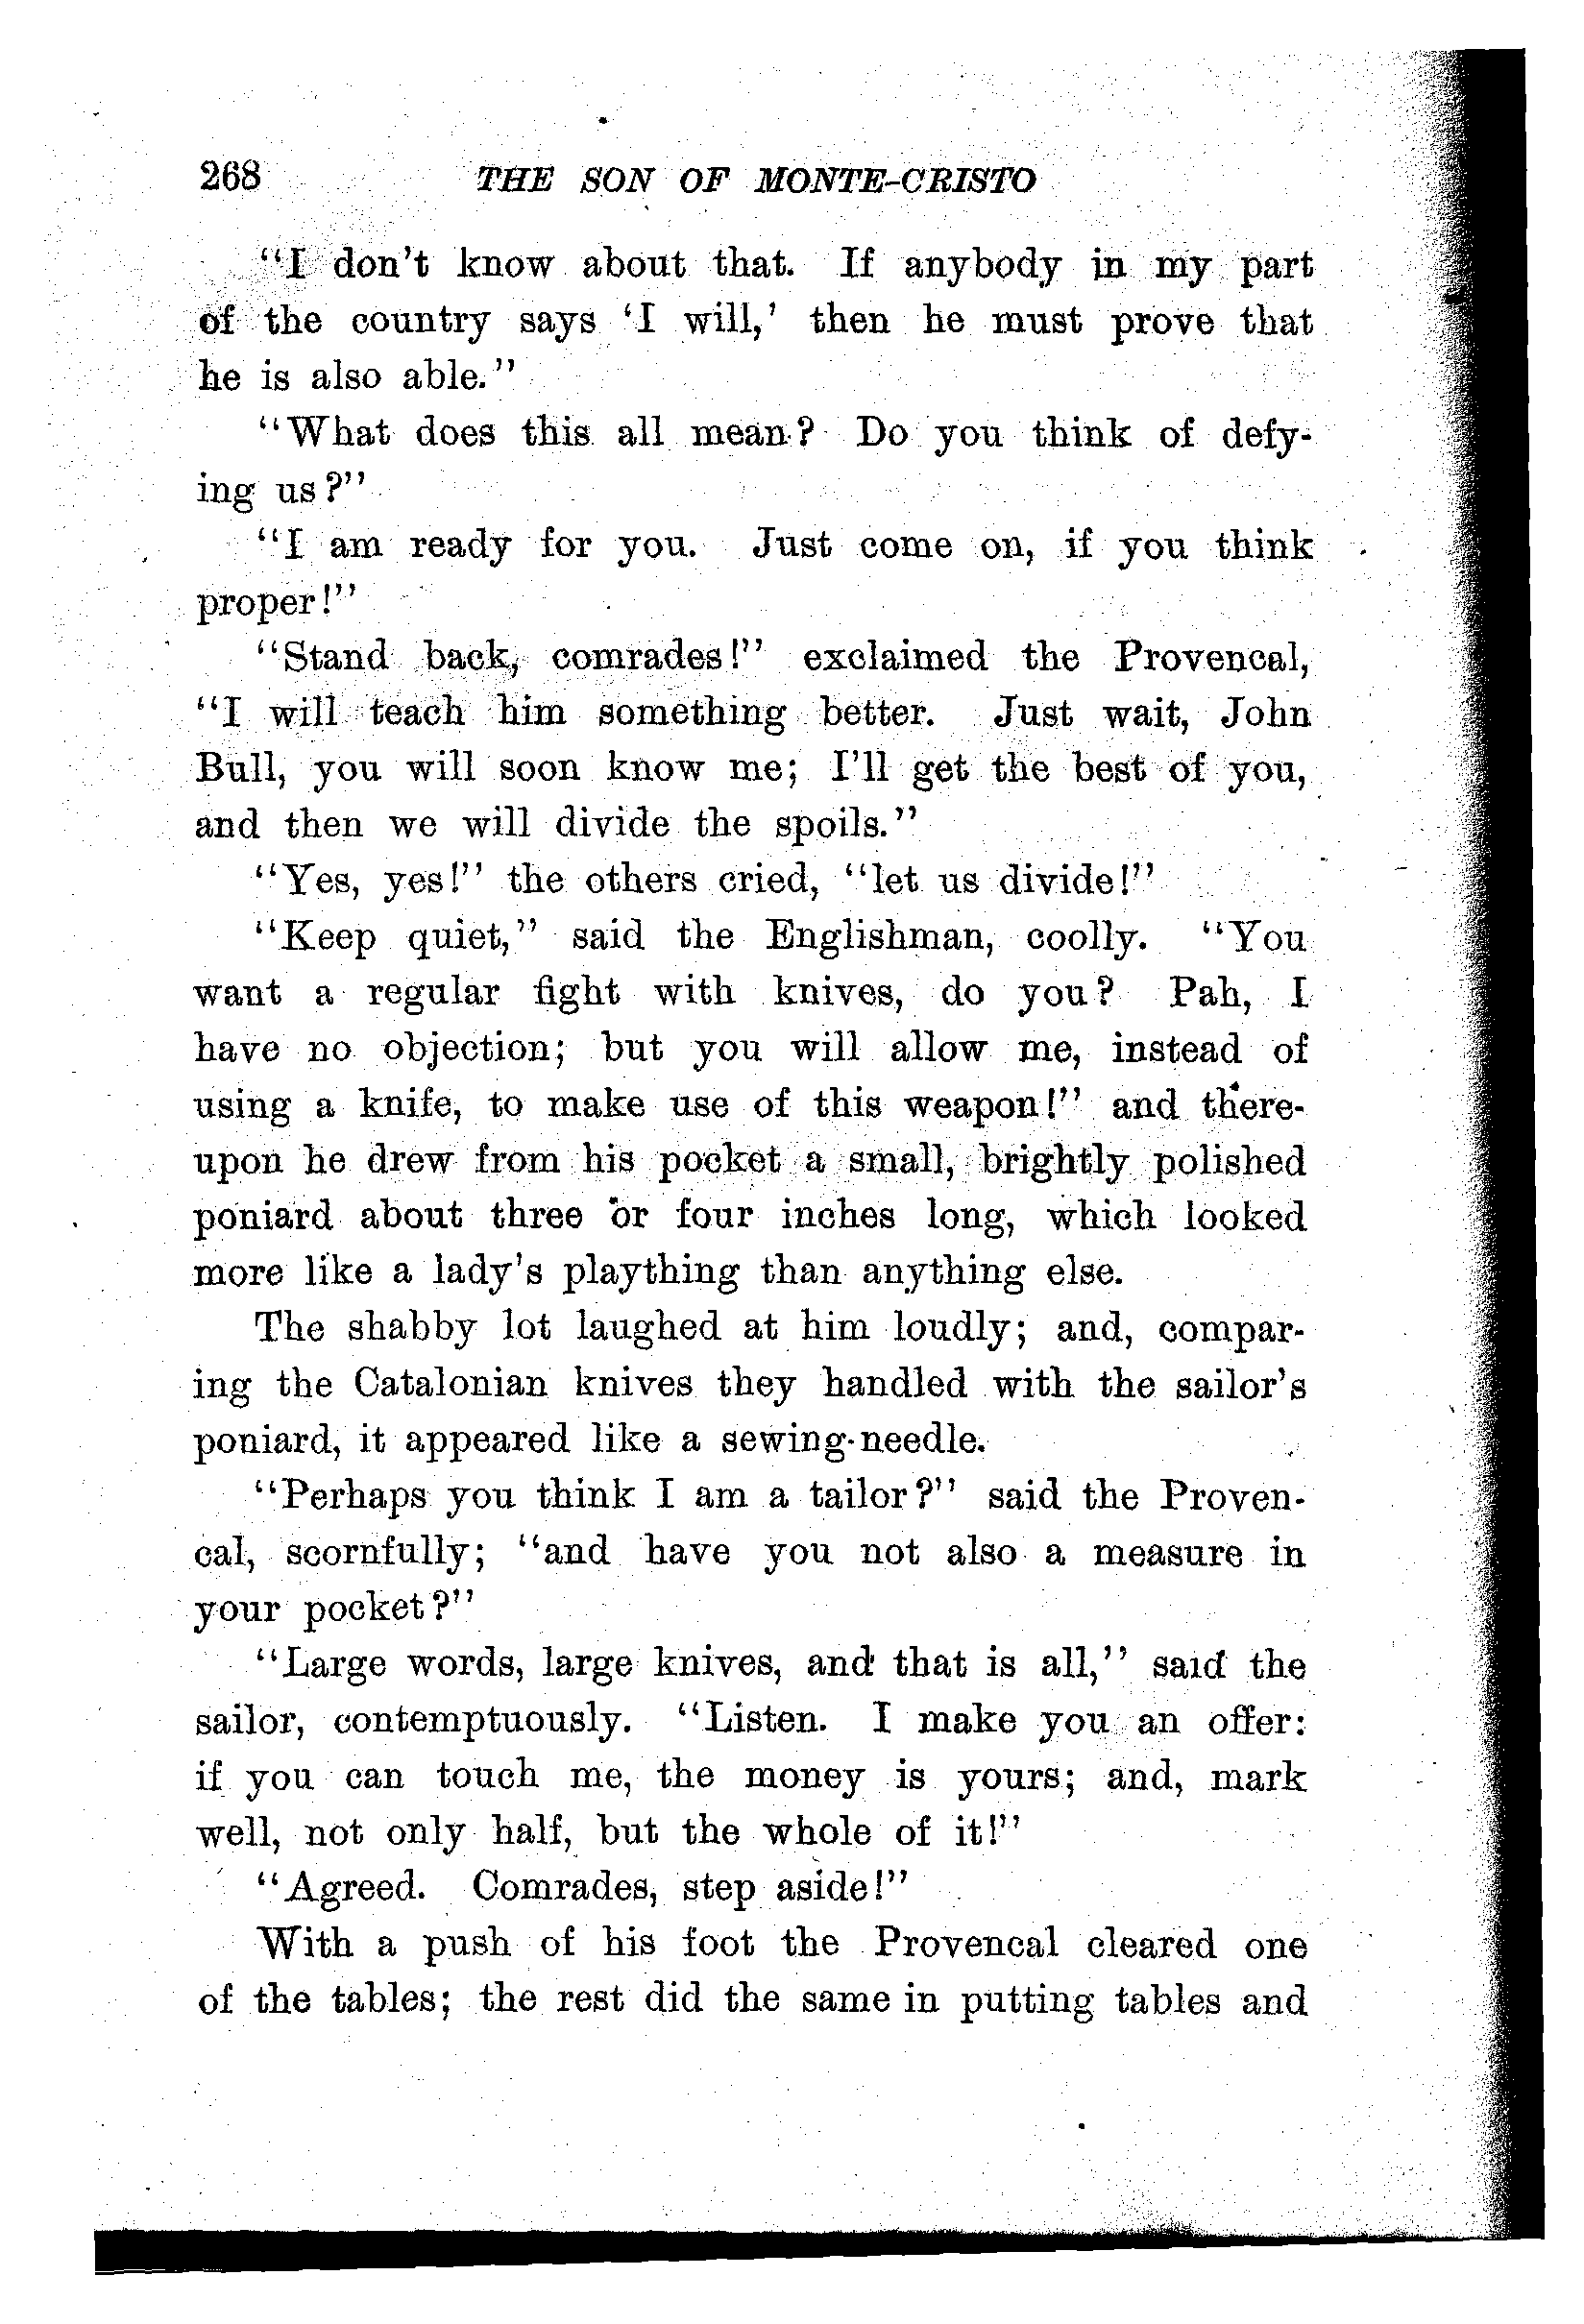 268 THE SON OF MONTE-CRISTO
"I don't know about that. If anybody in my part
of the country says 'I will,' then he must prove that
he is also able."
"What does this all mean? Do you think of defy-
ing us?"
"I am ready for you. Just come on, if you think
proper!"
"Stand back, comrades!" exclaimed the Provencal,
"I will teach him something better. Just wait, John
Bull, you will soon know me; I'll get the best of you,
and then we will divide the spoils."
"Yes, yes!" the others cried, "let us divide!"
"Keep quiet," said the Englishman, coolly. "You
want a regular fight with knives, do you? Pah, I
have no objection; but you will allow me, instead of
using a knife, to make use of this weapon!" and there-
upon he drew from his pocket a small, brightly polished
poniard about three or four inches long, which looked
more like a lady's plaything than anything else.
The shabby lot laughed at him loudly; and, compar-
ing the Catalonian knives they handled with the sailor's
poniard, it appeared like a sewing-needle.
"Perhaps you think I am a tailor?" said the Proven-
cal, scornfully; "and have you not also a measure in
your pocket?"
"Large words, large knives, and that is all," said the
sailor, contemptuously. "Listen. I make you an offer:
if you can touch me, the money is yours; and, mark
well, not only half, but the whole of it!"
"Agreed. Comrades, step aside!"
With a push of his foot the Provencal cleared one
of the tables; the rest did the same in putting tables and